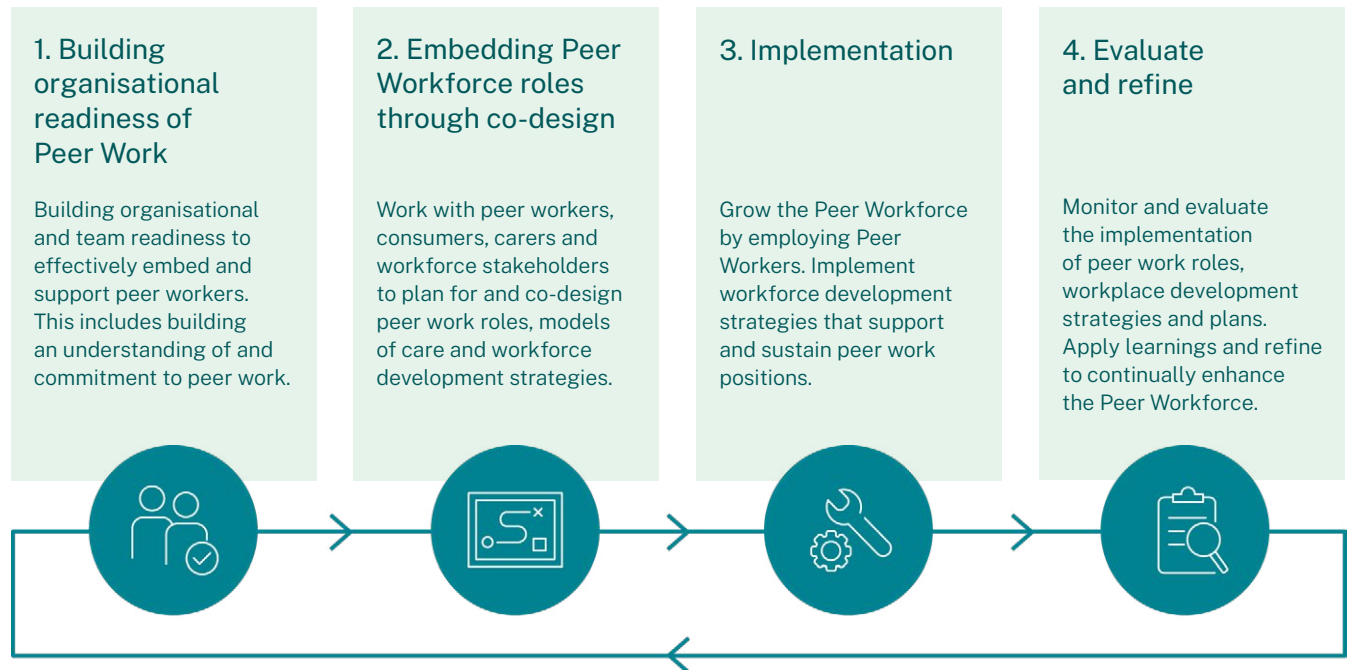 1. Building
organisational
readiness of
Peer Work
Building organisational
and team readiness to
effectively embed and
support peer workers.
This includes building
an understanding of and
commitment to peer work.
2. Embedding Peer
Workforce roles
through co-design
Work with peer workers,
consumers, carers and
workforce stakeholders
to plan for and co-design
peer work roles, models
of care and workforce
development strategies.
3. Implementation
Grow the Peer Workforce
by employing Peer
Workers. Implement
workforce development
strategies that support
and sustain peer work
positions.
4. Evaluate
and refine
Monitor and evaluate
the implementation
of peer work roles,
workplace development
strategies and plans.
Apply learnings and refine
to continually enhance
the Peer Workforce.